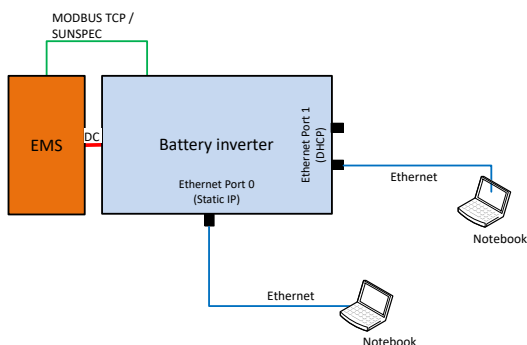 MODBUS TCP /
SUNSPEC
EMS
DC
Battery inverter
Ethernet Port 1
(DHCP)
Ethernet Port 0
(Static IP)
Ethernet
Notebook
Ethernet
Notebook